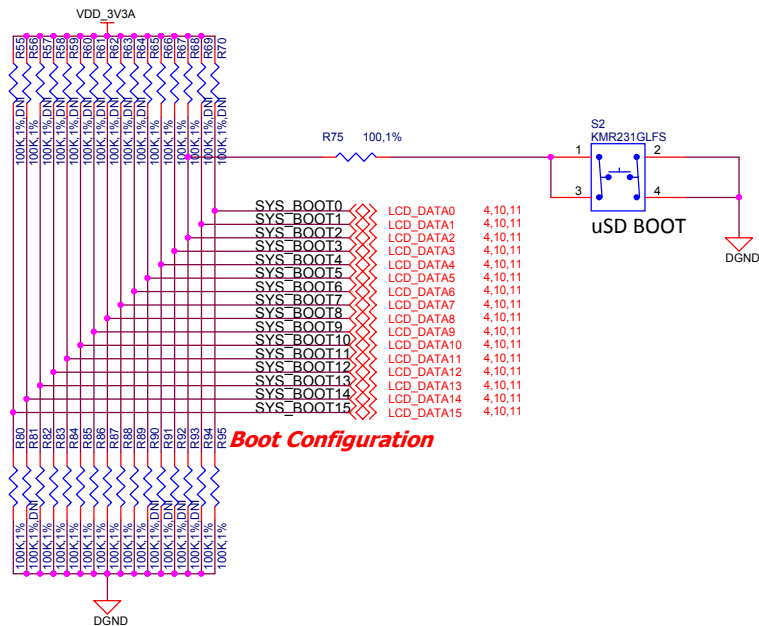 VDD_3V3A
R55
R56
R57
R58
R59
R60
R61
R62
R63
R64
R65
R66
R67
R68
R69
R70
100K,1%,DNI
100K,1%
100K,1%,DNI
100K,1%,DNI
100K,1%,DNI
100K,1%,DNI
100K,1%,DNI
100K,1%,DNI
100K,1%,DNI
100K,1%,DNI
100K,1%
100K,1%
100K,1%
100K,1%
100K,1%,DNI
100K,1%,DNI
R75 100,1%
S2
KMR231GLFS
1 2
3 4
uSD BOOT
DGND
SYS_BOOT0 LCD_DATA0 4,10,11
SYS_BOOT1 LCD_DATA1 4,10,11
SYS_BOOT2 LCD_DATA2 4,10,11
SYS_BOOT3 LCD_DATA3 4,10,11
SYS_BOOT4 LCD_DATA4 4,10,11
SYS_BOOT5 LCD_DATA5 4,10,11
SYS_BOOT6 LCD_DATA6 4,10,11
SYS_BOOT7 LCD_DATA7 4,10,11
SYS_BOOT8 LCD_DATA8 4,10,11
SYS_BOOT9 LCD_DATA9 4,10,11
SYS_BOOT10 LCD_DATA10 4,10,11
SYS_BOOT11 LCD_DATA11 4,10,11
SYS_BOOT12 LCD_DATA12 4,10,11
SYS_BOOT13 LCD_DATA13 4,10,11
SYS_BOOT14 LCD_DATA14 4,10,11
SYS_BOOT15 LCD_DATA15 4,10,11
Boot Configuration
R80
R81
R82
R83
R84
R85
R86
R87
R88
R89
R90
R91
R92
R93
R94
R95
100K,1%
100K,1%,DNI
100K,1%
100K,1%
100K,1%
100K,1%
100K,1%
100K,1%
100K,1%
100K,1%
100K,1%,DNI
100K,1%,DNI
100K,1%,DNI
100K,1%,DNI
100K,1%
100K,1%
DGND